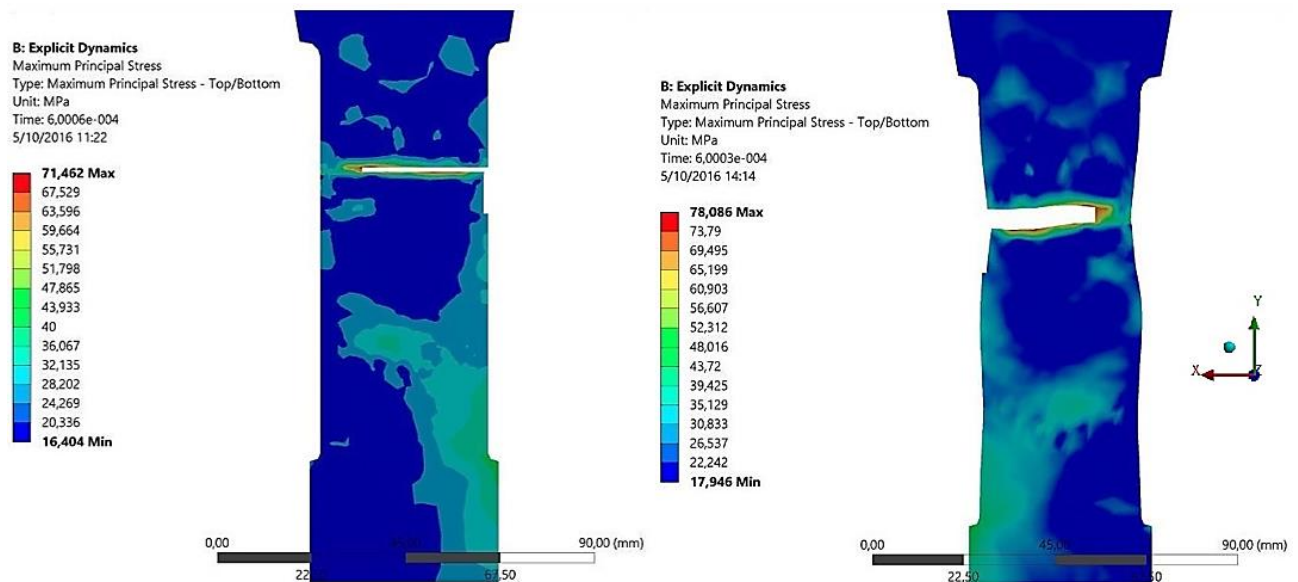 B: Explicit Dynamics
Maximum Principal Stress
Type: Maximum Principal Stress - Top/Bottom
Unit: MPa
Time: 6,0006e-004
5/10/2016 11:22
71,462 Max
67,529
63,596
59,664
55,731
51,798
47,865
43,933
40
36,067
32,135
28,202
24,269
20,336
16,404 Min
0,00
90,00 (mm)
67,50
B: Explicit Dynamics
Maximum Principal Stress
Type: Maximum Principal Stress - Top/Bottom
Unit: MPa
Time: 6,0003e-004
5/10/2016 14:14
78,086 Max
73,79
69,495
65,199
60,903
56,607
52,312
48,016
43,72
39,425
35,129
30,833
26,537
22,242
17,946 Min
Y
X
0,00
45,00
90,00 (mm)
22,50